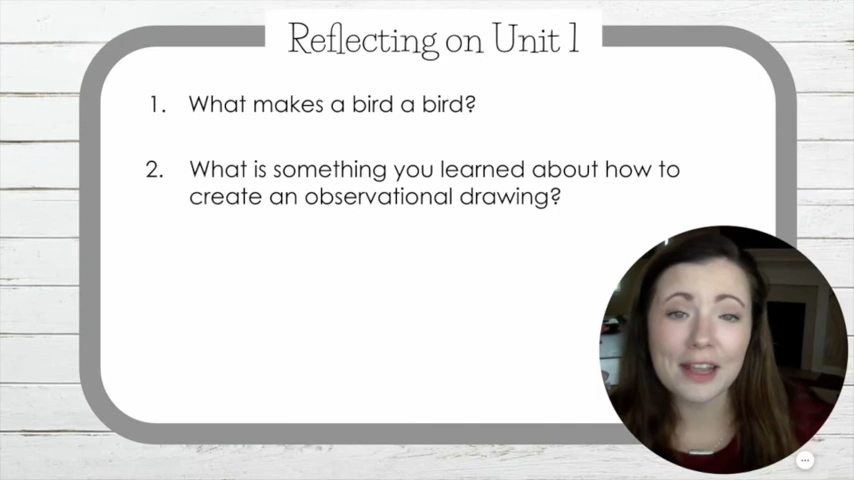 Reflecting on Unit 1
1. What makes a bird a bird?
2. What is something you learned about how to
create an observational drawing?